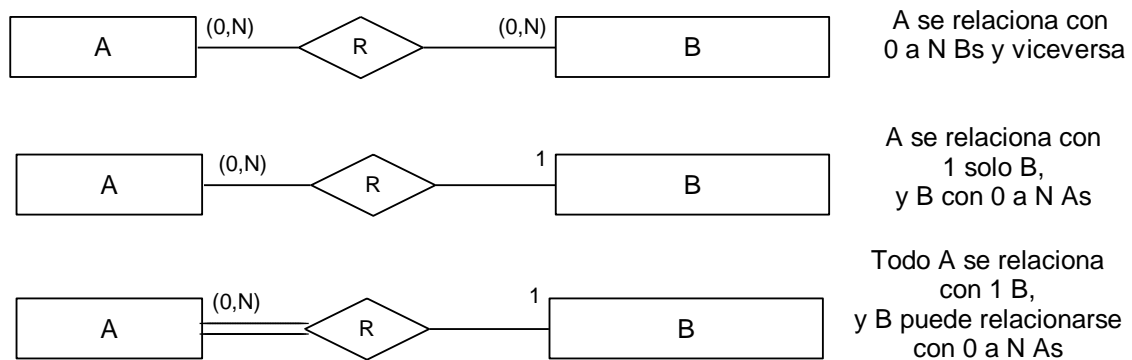 (0,N) (0,N)
A R B
A se relaciona con
0 a N Bs y viceversa
(0,N) 1
A R B
A se relaciona con
1 solo B,
y B con 0 a N As
(0,N) 1
A R B
Todo A se relaciona
con 1 B,
y B puede relacionarse
con 0 a N As